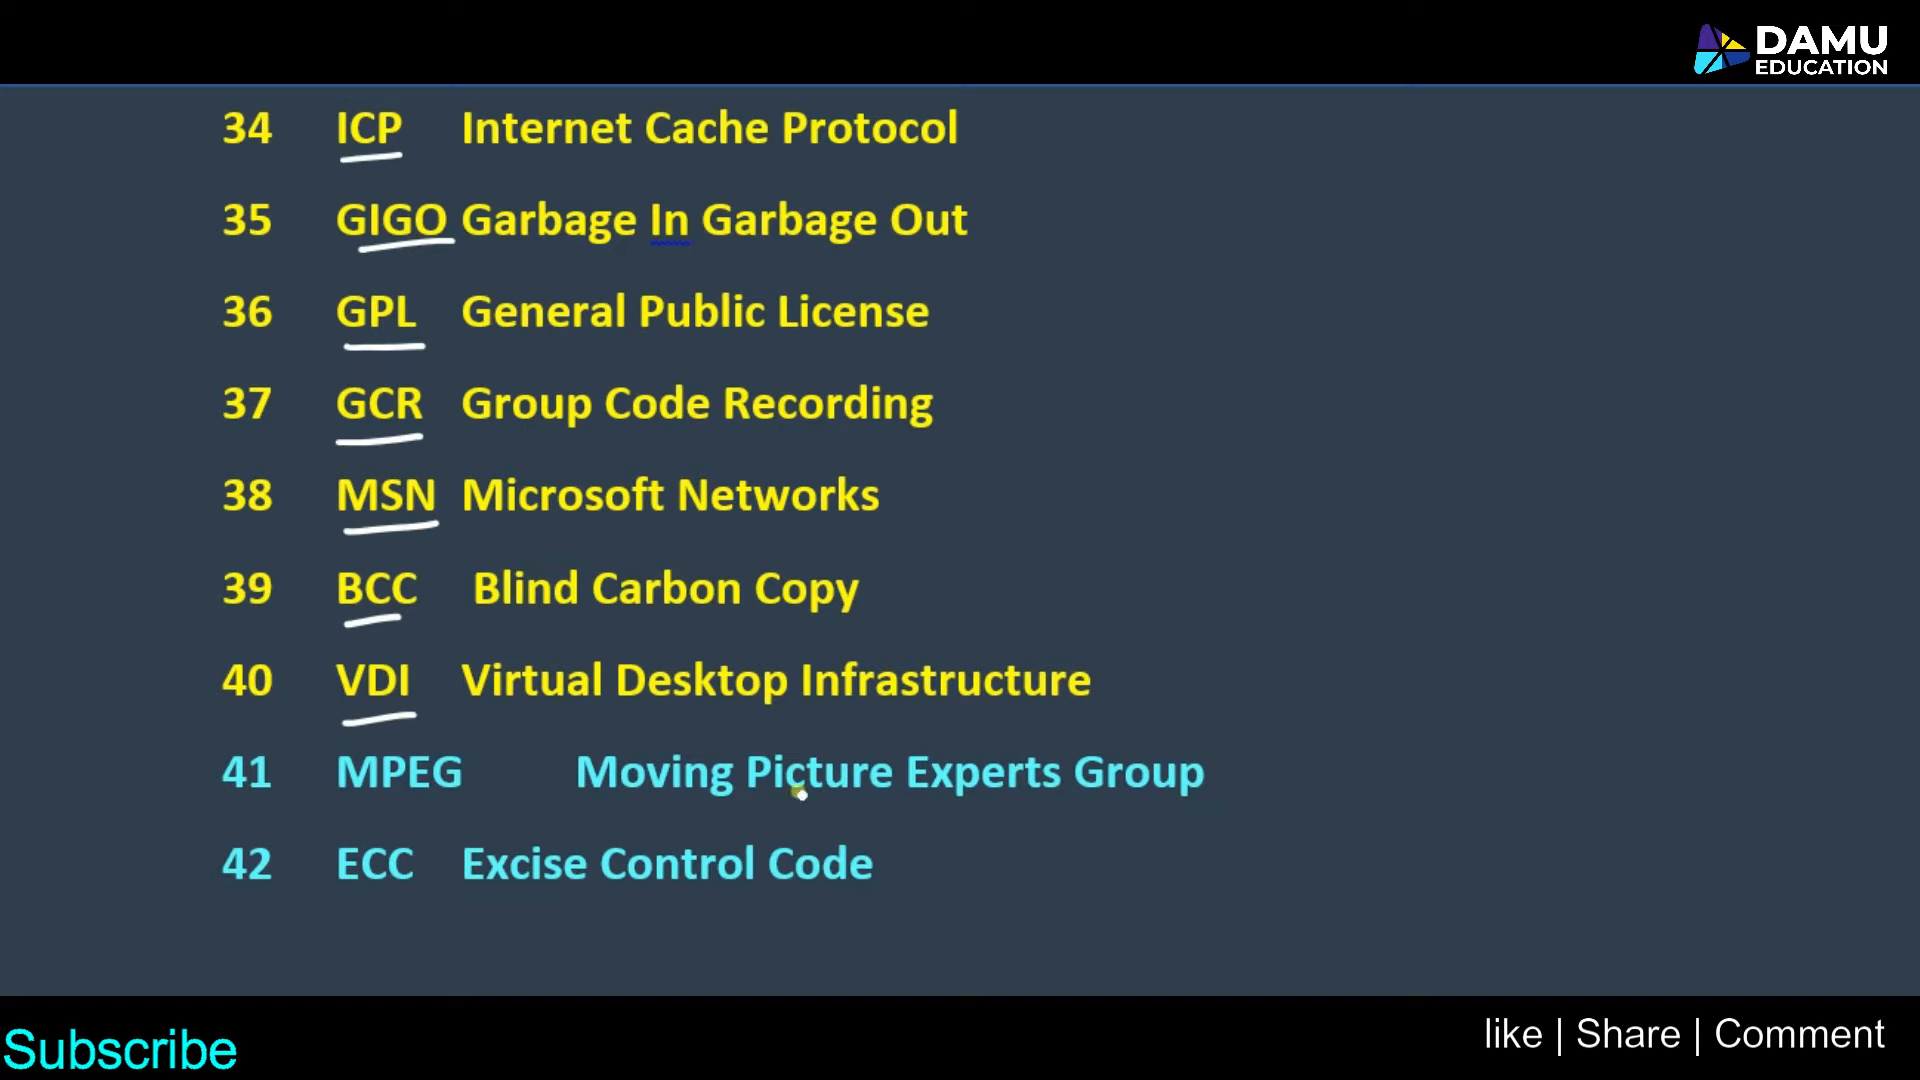 DAMU
EDUCATION
34 ICP Internet Cache Protocol
35 GIGO Garbage In Garbage Out
36 GPL General Public License
37 GCR Group Code Recording
38 MSN Microsoft Networks
39 BCC Blind Carbon Copy
40 VDI Virtual Desktop Infrastructure
41 MPEG Moving Picture Experts Group
42 ECC Excise Control Code
Subscribe
like | Share | Comment